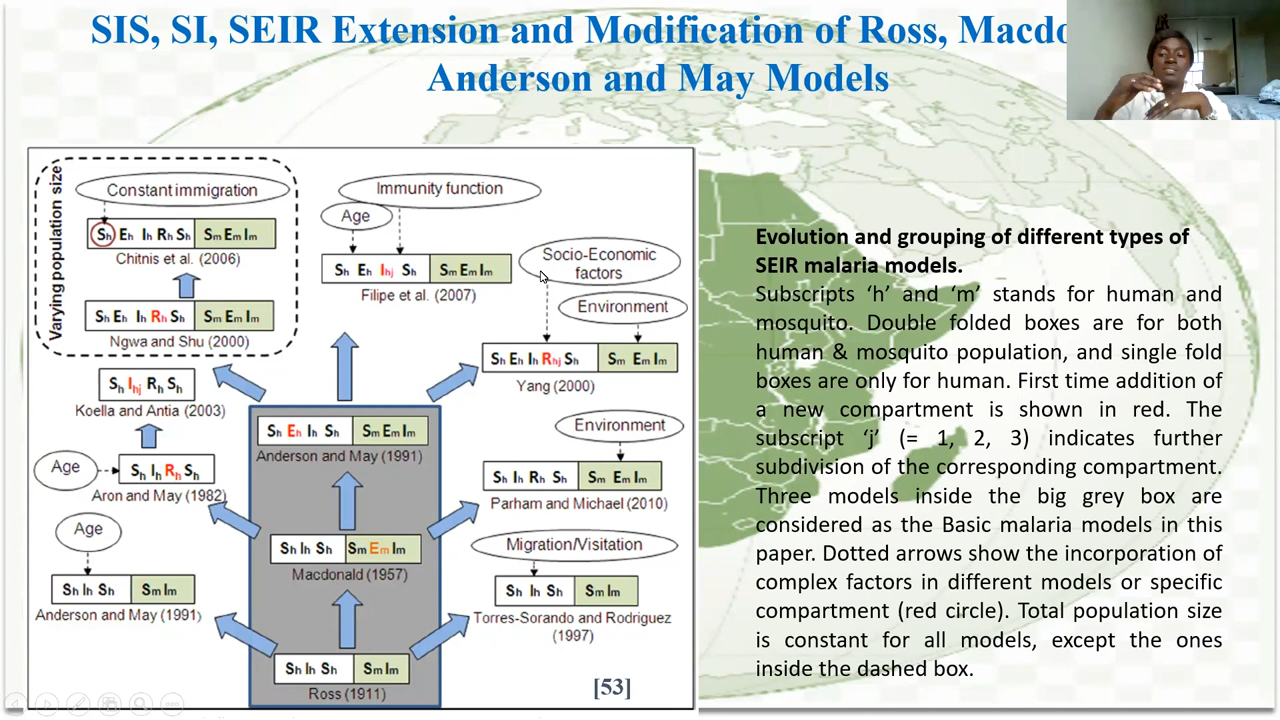 SIS, SI, SEIR Extension and Modification of Ross,
Anderson and May Models
Varying population size
Constant immigration
Sh Eh Ih Rh Sh Sm Em Im
Chitnis et al. (2006)
Sh Eh Ih Rh Sh Sm Em Im
Ngwa and Shu (2000)
Immunity function
Age
Sh Eh Ihj Sh Sm Em Im
Filipe et al. (2007)
Socio-Economic
factors
Environment
Sh Eh Ih Rhj Sh Sm Em Im
Yang (2000)
Sh Ihj Rh Sh
Koella and Antia (2003)
Age
Sh Ih Rh Sh
Aron and May (1982)
Age
Sh Ih Sh Sm Im
Anderson and May (1991)
Sh Eh Ih Sh Sm Em Im
Anderson and May (1991)
Sh Ih Sh Sm Em Im
Macdonald (1957)
Sh Ih Sh Sm Im
Ross (1911)
Environment
Sh Ih Rh Sh Sm Em Im
Parham and Michael (2010)
Migration/Visitation
Sh Ih Sh Sm Im
Torres-Sorando and Rodriguez
(1997)
[53]
Evolution and grouping of different types of
SEIR malaria models.
Subscripts ‘h’ and ‘m’ stands for human and
mosquito. Double folded boxes are for both
human & mosquito population, and single fold
boxes are only for human. First time addition of
a new compartment is shown in red. The
subscript ‘j’ (= 1, 2, 3) indicates further
subdivision of the corresponding compartment.
Three models inside the big grey box are
considered as the Basic malaria models in this
paper. Dotted arrows show the incorporation of
complex factors in different models or specific
compartment (red circle). Total population size
is constant for all models, except the ones
inside the dashed box.